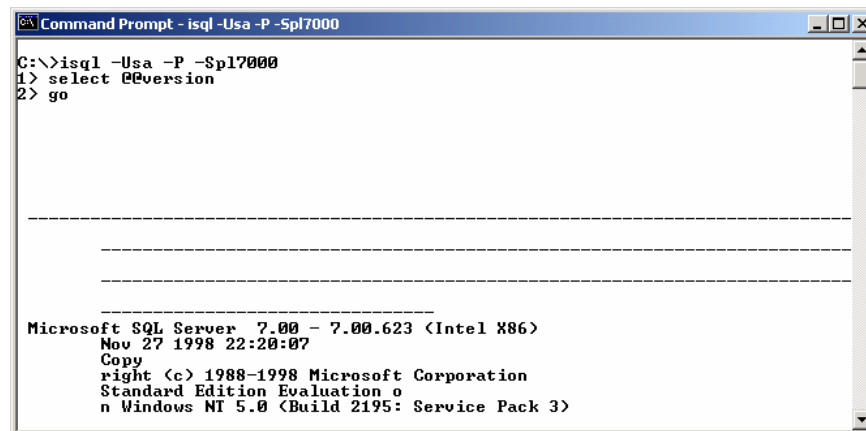 Command Prompt - isql -Usa -P -Spl7000
C:\>isql -Usa -P -Spl7000
1> select @@version
2> go
--------------------------------------------------------------------------------
------------------------------------------------------------------------
------------------------------------------------------------------------
--------------------------------
Microsoft SQL Server  7.00 - 7.00.623 (Intel X86)
Nov 27 1998 22:20:07
Copy
right (c) 1988-1998 Microsoft Corporation
Standard Edition Evaluation o
n Windows NT 5.0 (Build 2195: Service Pack 3)